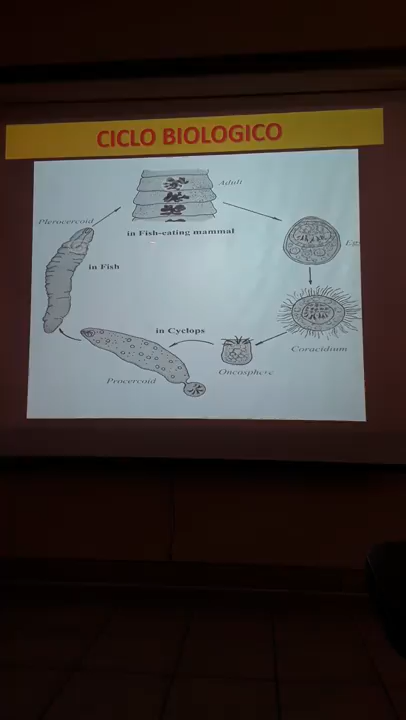 CICLO BIOLOGICO
Adult
Plerocercoid
in Fish-eating mammal
Egg
in Fish
in Cyclops
Coracidium
Oncosphere
Procercoid